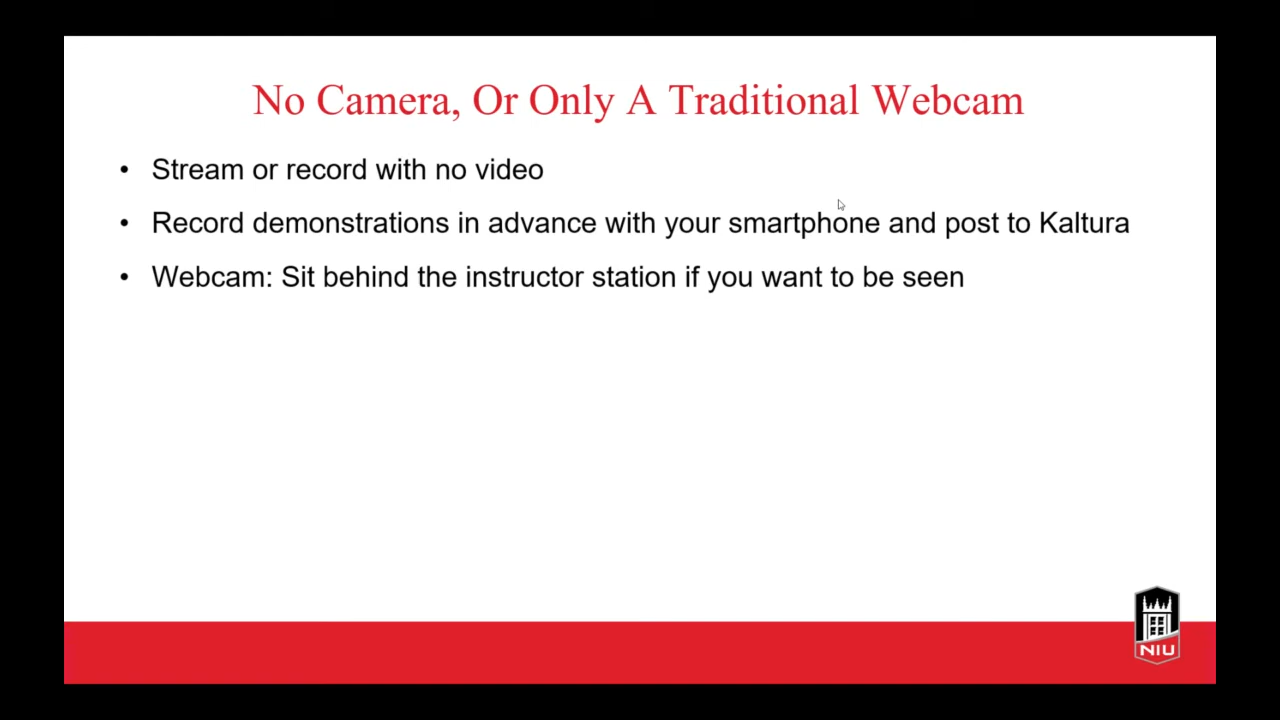 No Camera, Or Only A Traditional Webcam
• Stream or record with no video
• Record demonstrations in advance with your smartphone and post to Kaltura
• Webcam: Sit behind the instructor station if you want to be seen
NIU